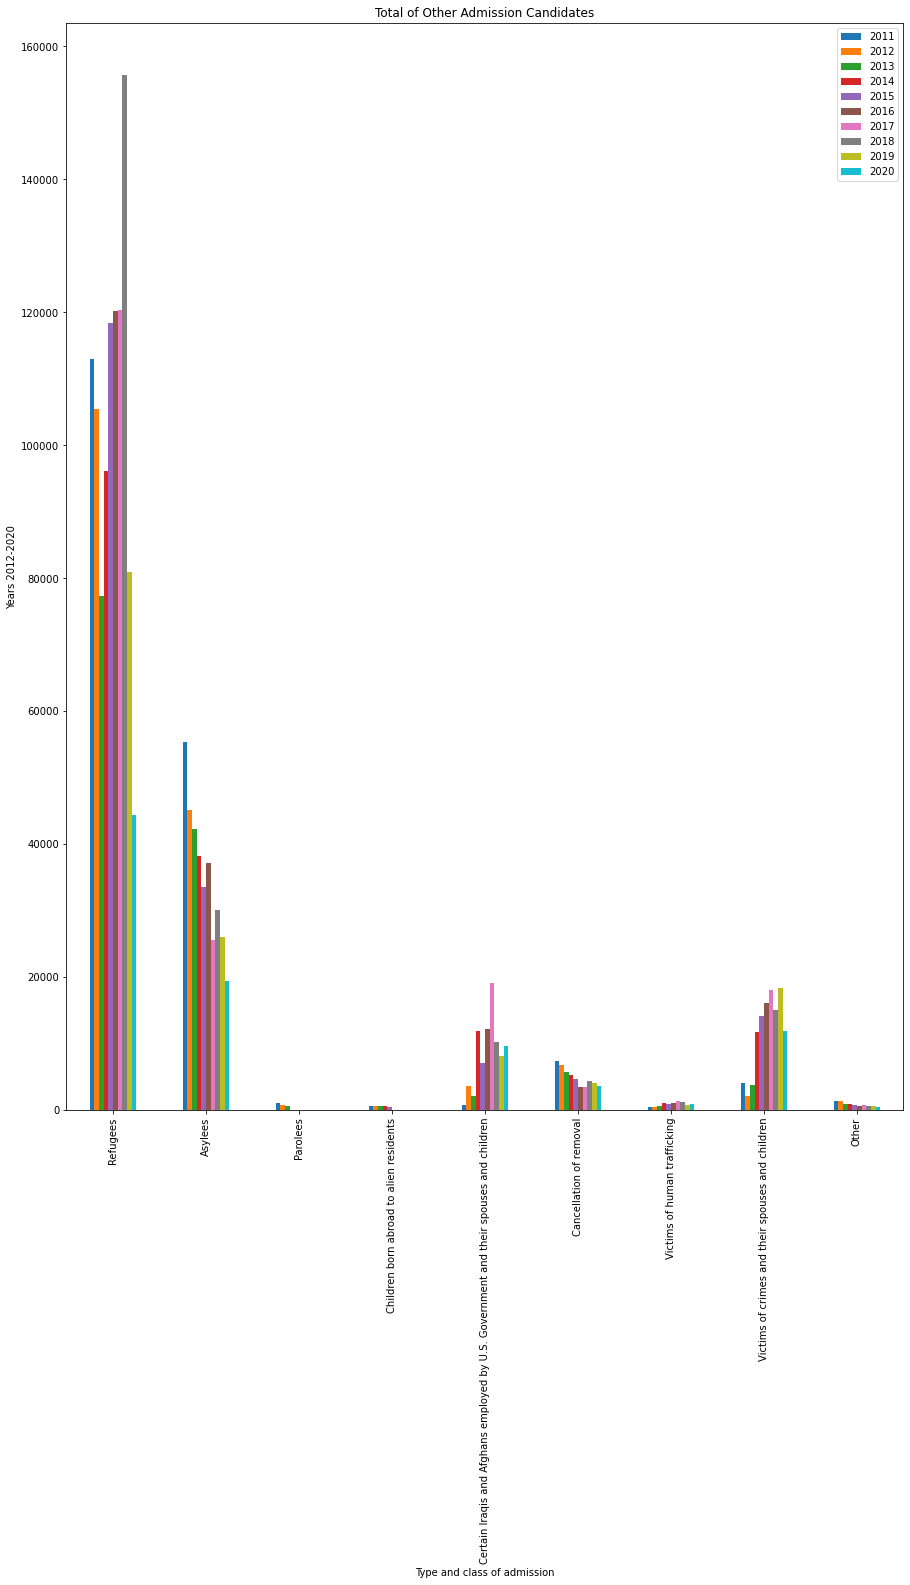 Total of Other Admission Candidates
2011
2012
2013
2014
2015
2016
2017
2018
2019
2020
Years 2012-2020
160000
140000
120000
100000
80000
60000
40000
20000
0
Refugees
Asylees
Parolees
Children born abroad to alien residents
Certain Iraqis and Afghans employed by U.S. Government and their spouses and children
Cancellation of removal
Victims of human trafficking
Victims of crimes and their spouses and children
Other
Type and class of admission